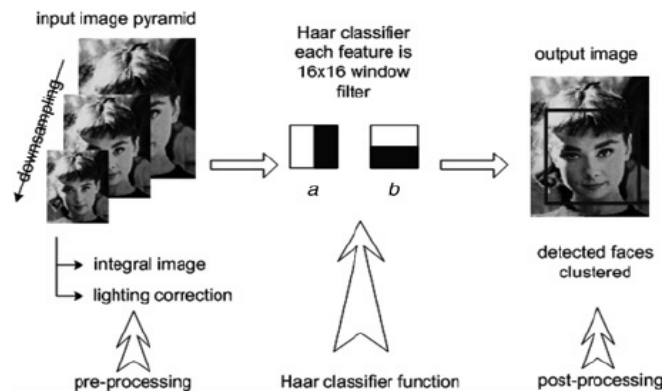 input image pyramid
downsampling
integral image
lighting correction
pre-processing
Haar classifier
each feature is
16x16 window
filter
a
b
Haar classifier function
output image
detected faces
clustered
post-processing